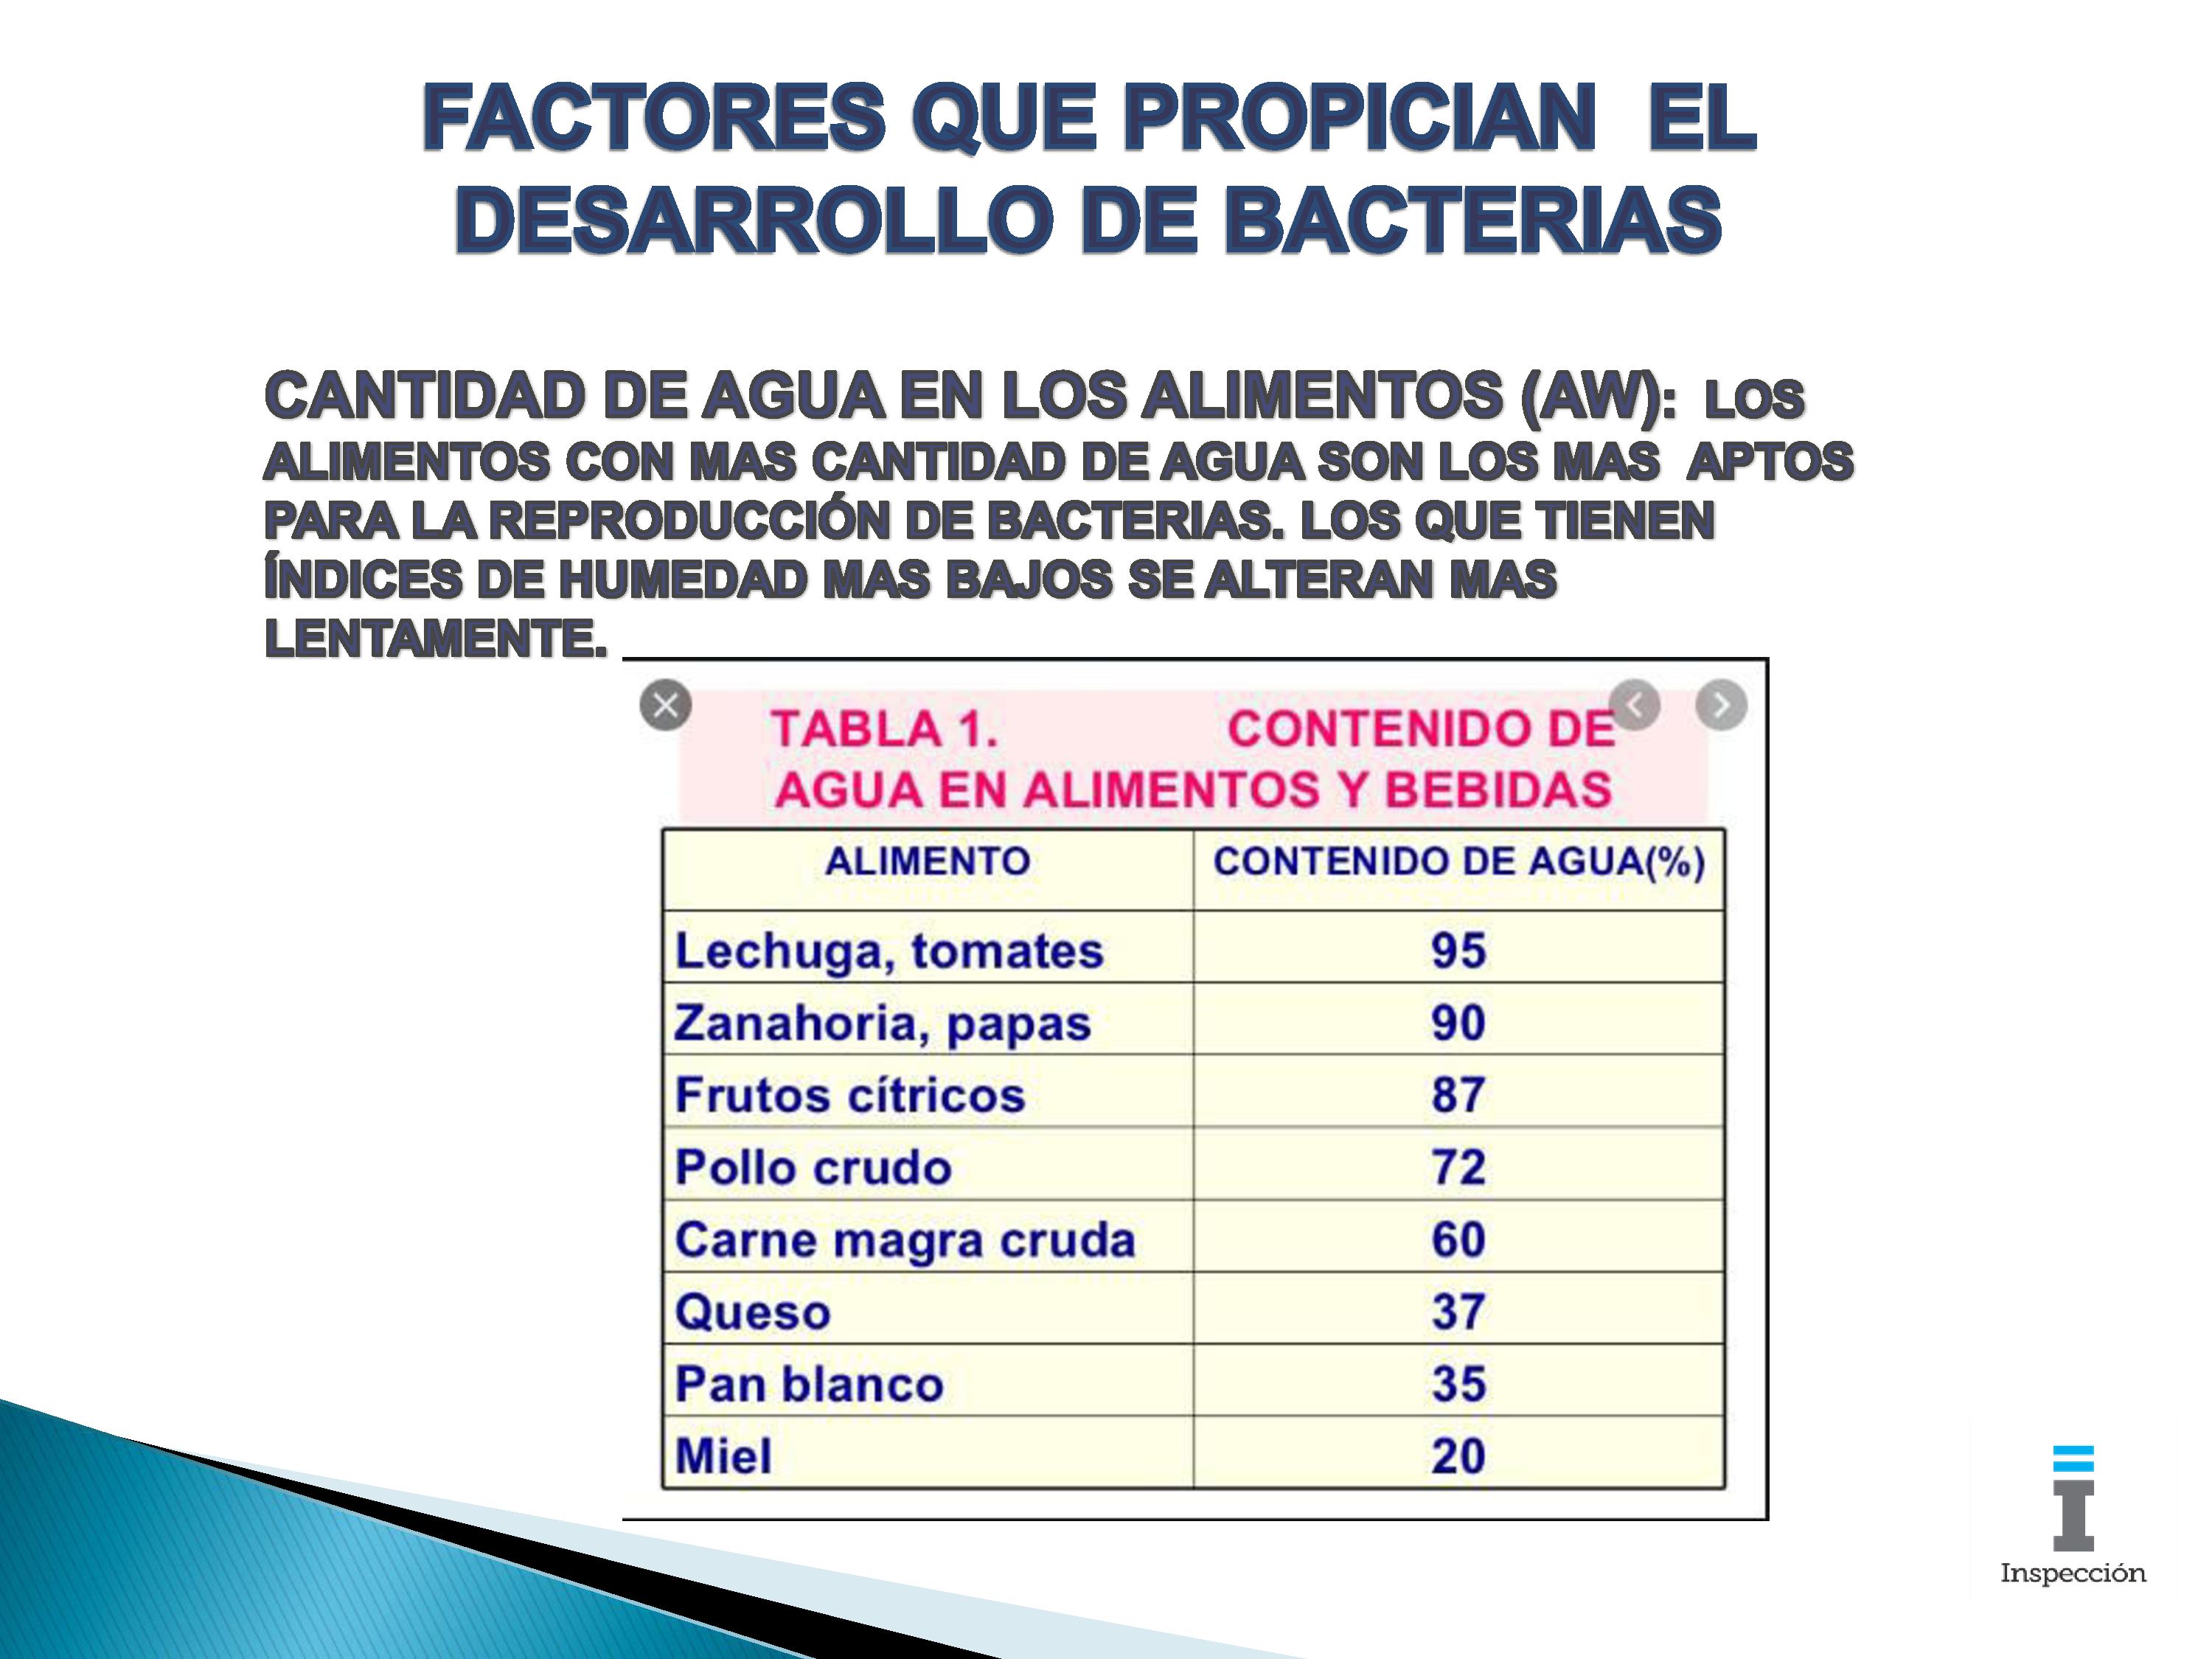 FACTORES QUE PROPICIAN EL
DESARROLLO DE BACTERIAS
CANTIDAD DE AGUA EN LOS ALIMENTOS (AW): LOS
ALIMENTOS CON MAS CANTIDAD DE AGUA SON LOS MAS APTOS
PARA LA REPRODUCCIÓN DE BACTERIAS. LOS QUE TIENEN
ÍNDICES DE HUMEDAD MAS BAJOS SE ALTERAN MAS
LENTAMENTE.
TABLA 1. CONTENIDO DE
AGUA EN ALIMENTOS Y BEBIDAS
ALIMENTO CONTENIDO DE AGUA(%)
Lechuga, tomates 95
Zanahoria, papas 90
Frutos cítricos 87
Pollo crudo 72
Carne magra cruda 60
Queso 37
Pan blanco 35
Miel 20
Inspección